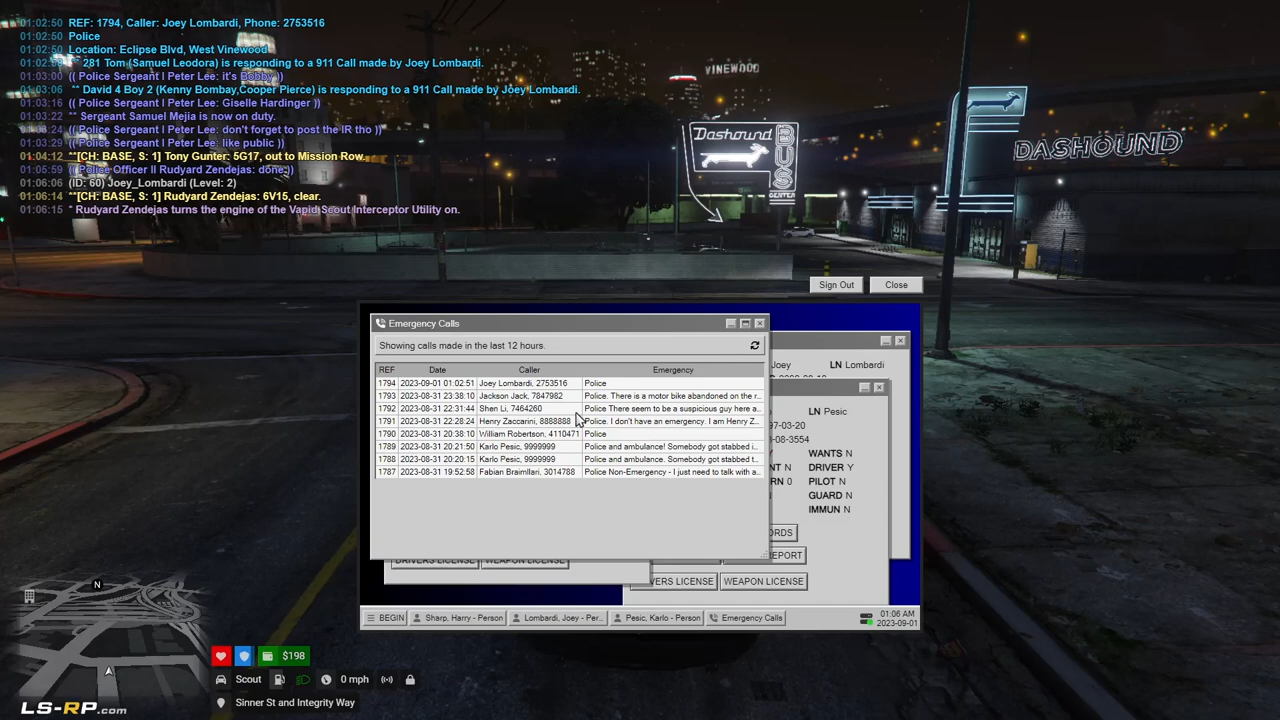 01:02:50 REF: 1794, Caller: Joey Lombardi, Phone: 2753516
01:02:50 Police
01:02:50 Location: Eclipse Blvd, West Vinewood
** 281 Tom (Samuel Leodora) is responding to a 911 Call made by Joey Lombardi.
01:03:00 (( Police Sergeant I Peter Lee: it's Bobby ))
01:03:06 ** David 4 Boy 2 (Kenny Bombay,Cooper Pierce) is responding to a 911 Call made by Joey Lombardi.
01:03:16 (( Police Sergeant I Peter Lee: Giselle Hardinger ))
01:03:22 ** Sergeant Samuel Mejia is now on duty.
01:03:24 (( Police Sergeant I Peter Lee: don't forget to post the IR tho ))
01:03:29 (( Police Sergeant I Peter Lee: like public ))
01:04:12 **[CH: BASE, S: 1] Tony Gunter: 5G17, out to Mission Row.
01:05:59 (( Police Officer II Rudyard Zendejas: done ))
01:06:06 (ID: 60) Joey_Lombardi (Level: 2)
01:06:14 **[CH: BASE, S: 1] Rudyard Zendejas: 6V15, clear.
01:06:15 * Rudyard Zendejas turns the engine of the Vapid Scout Interceptor Utility on.
VINEWOOD
Dashound
BUS
CENTER
DASHOUND
Sign Out Close
Emergency Calls
Showing calls made in the last 12 hours.
REF Date Caller Emergency
1794 2023-09-01 01:02:51 Joey Lombardi, 2753516 Police
1793 2023-08-31 23:38:10 Jackson Jack, 7847982 Police. There is a motor bike abandoned on the r...
1792 2023-08-31 22:31:44 Shen Li, 7464260 Police There seem to be a suspicious guy here a...
1791 2023-08-31 22:28:24 Henry Zaccarini, 8888888 Police. I don't have an emergency. I am Henry Z...
1790 2023-08-31 20:38:10 William Robertson, 4110471 Police
1789 2023-08-31 20:21:50 Karlo Pesic, 9999999 Police and ambulance! Somebody got stabbed i...
1788 2023-08-31 20:20:15 Karlo Pesic, 9999999 Police and ambulance. Somebody got stabbed t...
1787 2023-08-31 19:52:58 Fabian Braimllari, 3014788 Police Non-Emergency - I just need to talk with a...
Joey LN Lombardi
LN Pesic
97-03-20
08-3554
WANTS N
NT N DRIVER Y
RN 0 PILOT N
GUARD N
IMMUN N
ORDS
REPORT
DRIVERS LICENSE WEAPON LICENSE
VERS LICENSE WEAPON LICENSE
BEGIN Sharp, Harry - Person Lombardi, Joey - Per... Pesic, Karlo - Person Emergency Calls
01:06 AM
2023-09-01
N
$198
Scout 0 mph
Sinner St and Integrity Way
LS-RP.com